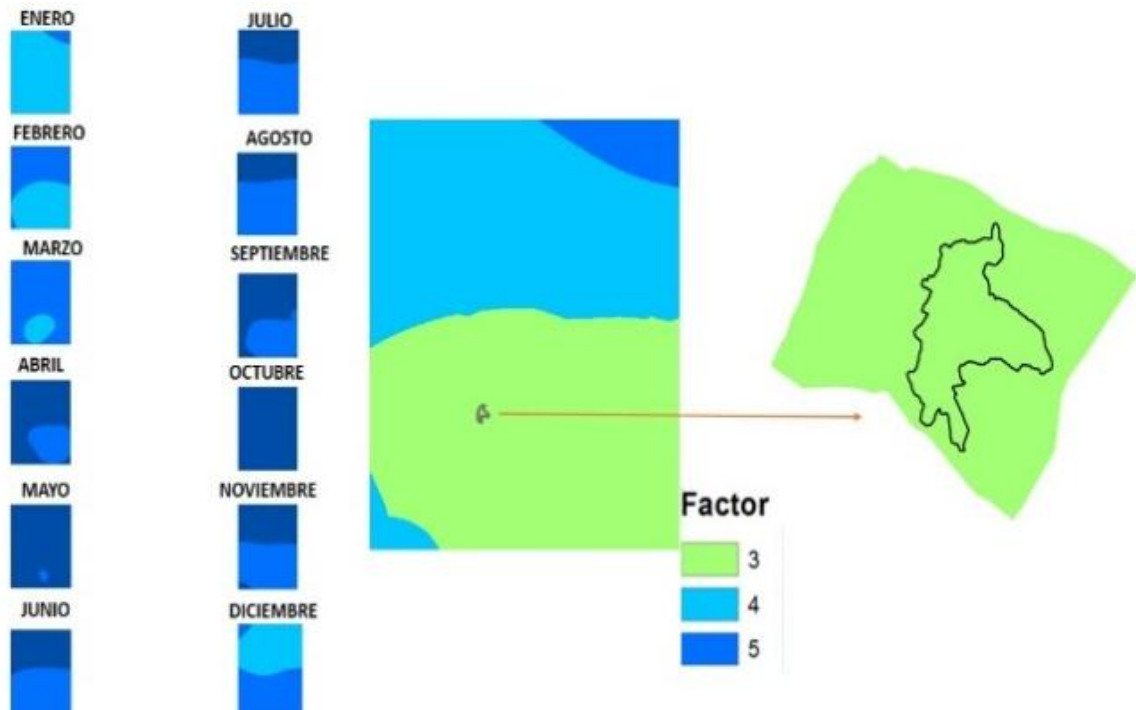 ENERO
FEBRERO
MARZO
ABRIL
MAYO
JUNIO
JULIO
AGOSTO
SEPTIEMBRE
OCTUBRE
NOVIEMBRE
DICIEMBRE
Factor
3
4
5